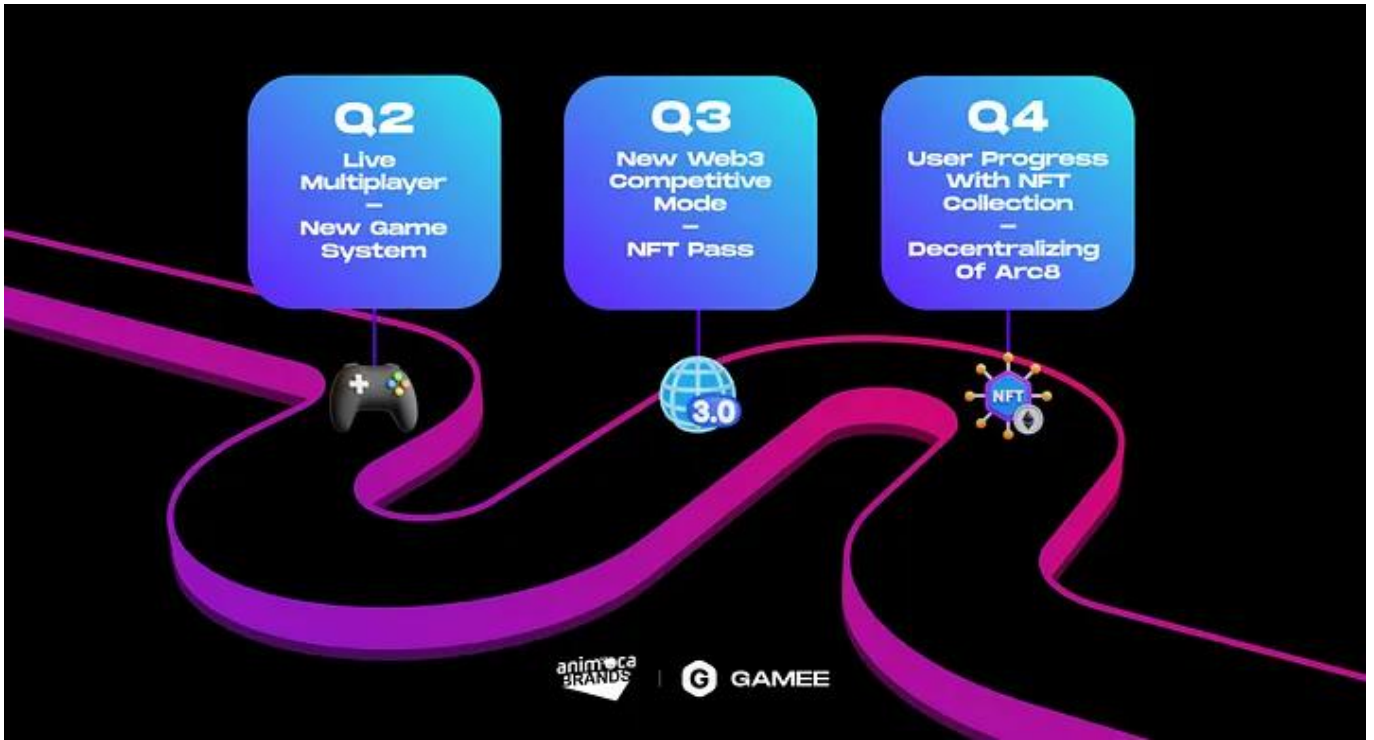 Q2
Live
Multiplayer
–
New Game
System
Q3
New Web3
Competitive
Mode
–
NFT Pass
Q4
User Progress
With NFT
Collection
–
Decentralizing
Of Arc8
3.0
NFT
animoca
BRANDS
G GAMEE